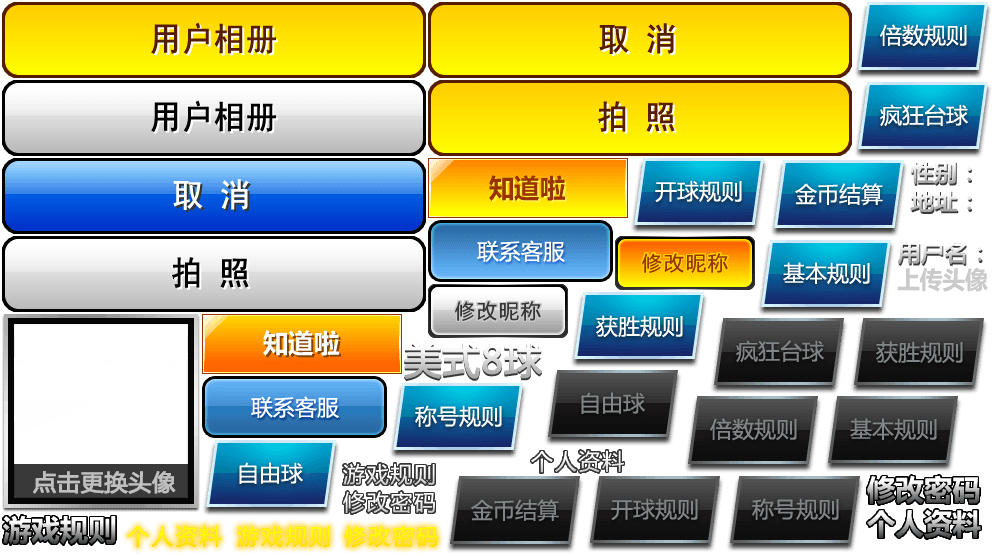 用户相册
取 消
倍数规则
用户相册
拍 照
疯狂台球
取 消
知道啦
开球规则
金币结算
性别：
地址：
联系客服
修改昵称
基本规则
用户名：
上传头像
拍 照
修改昵称
获胜规则
知道啦
美式8球
疯狂台球
获胜规则
联系客服
称号规则
自由球
倍数规则
基本规则
点击更换头像
自由球
游戏规则
修改密码
个人资料
金币结算
开球规则
称号规则
修改密码
个人资料
游戏规则
个人资料 游戏规则 修改密码